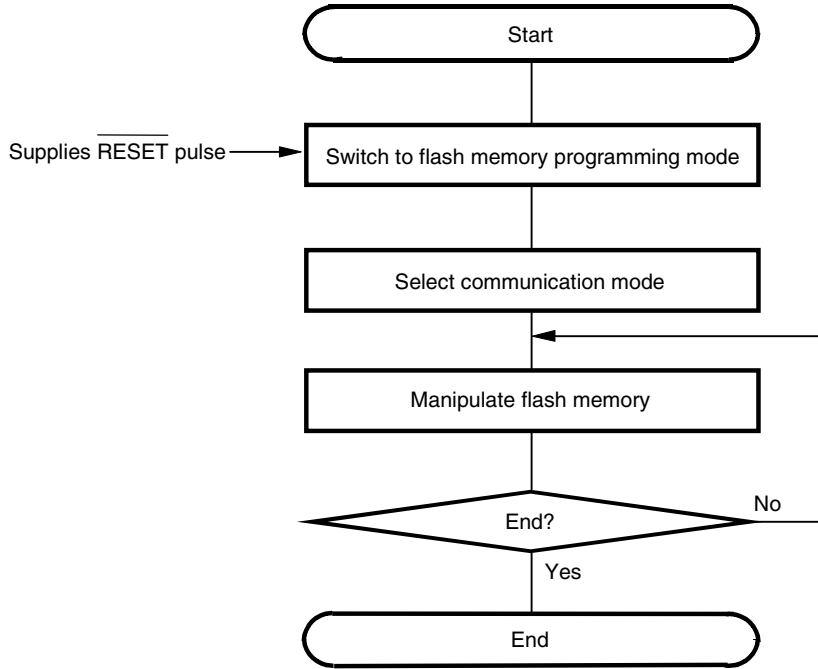 Start
Supplies RESET pulse
Switch to flash memory programming mode
Select communication mode
Manipulate flash memory
End?
No
Yes
End